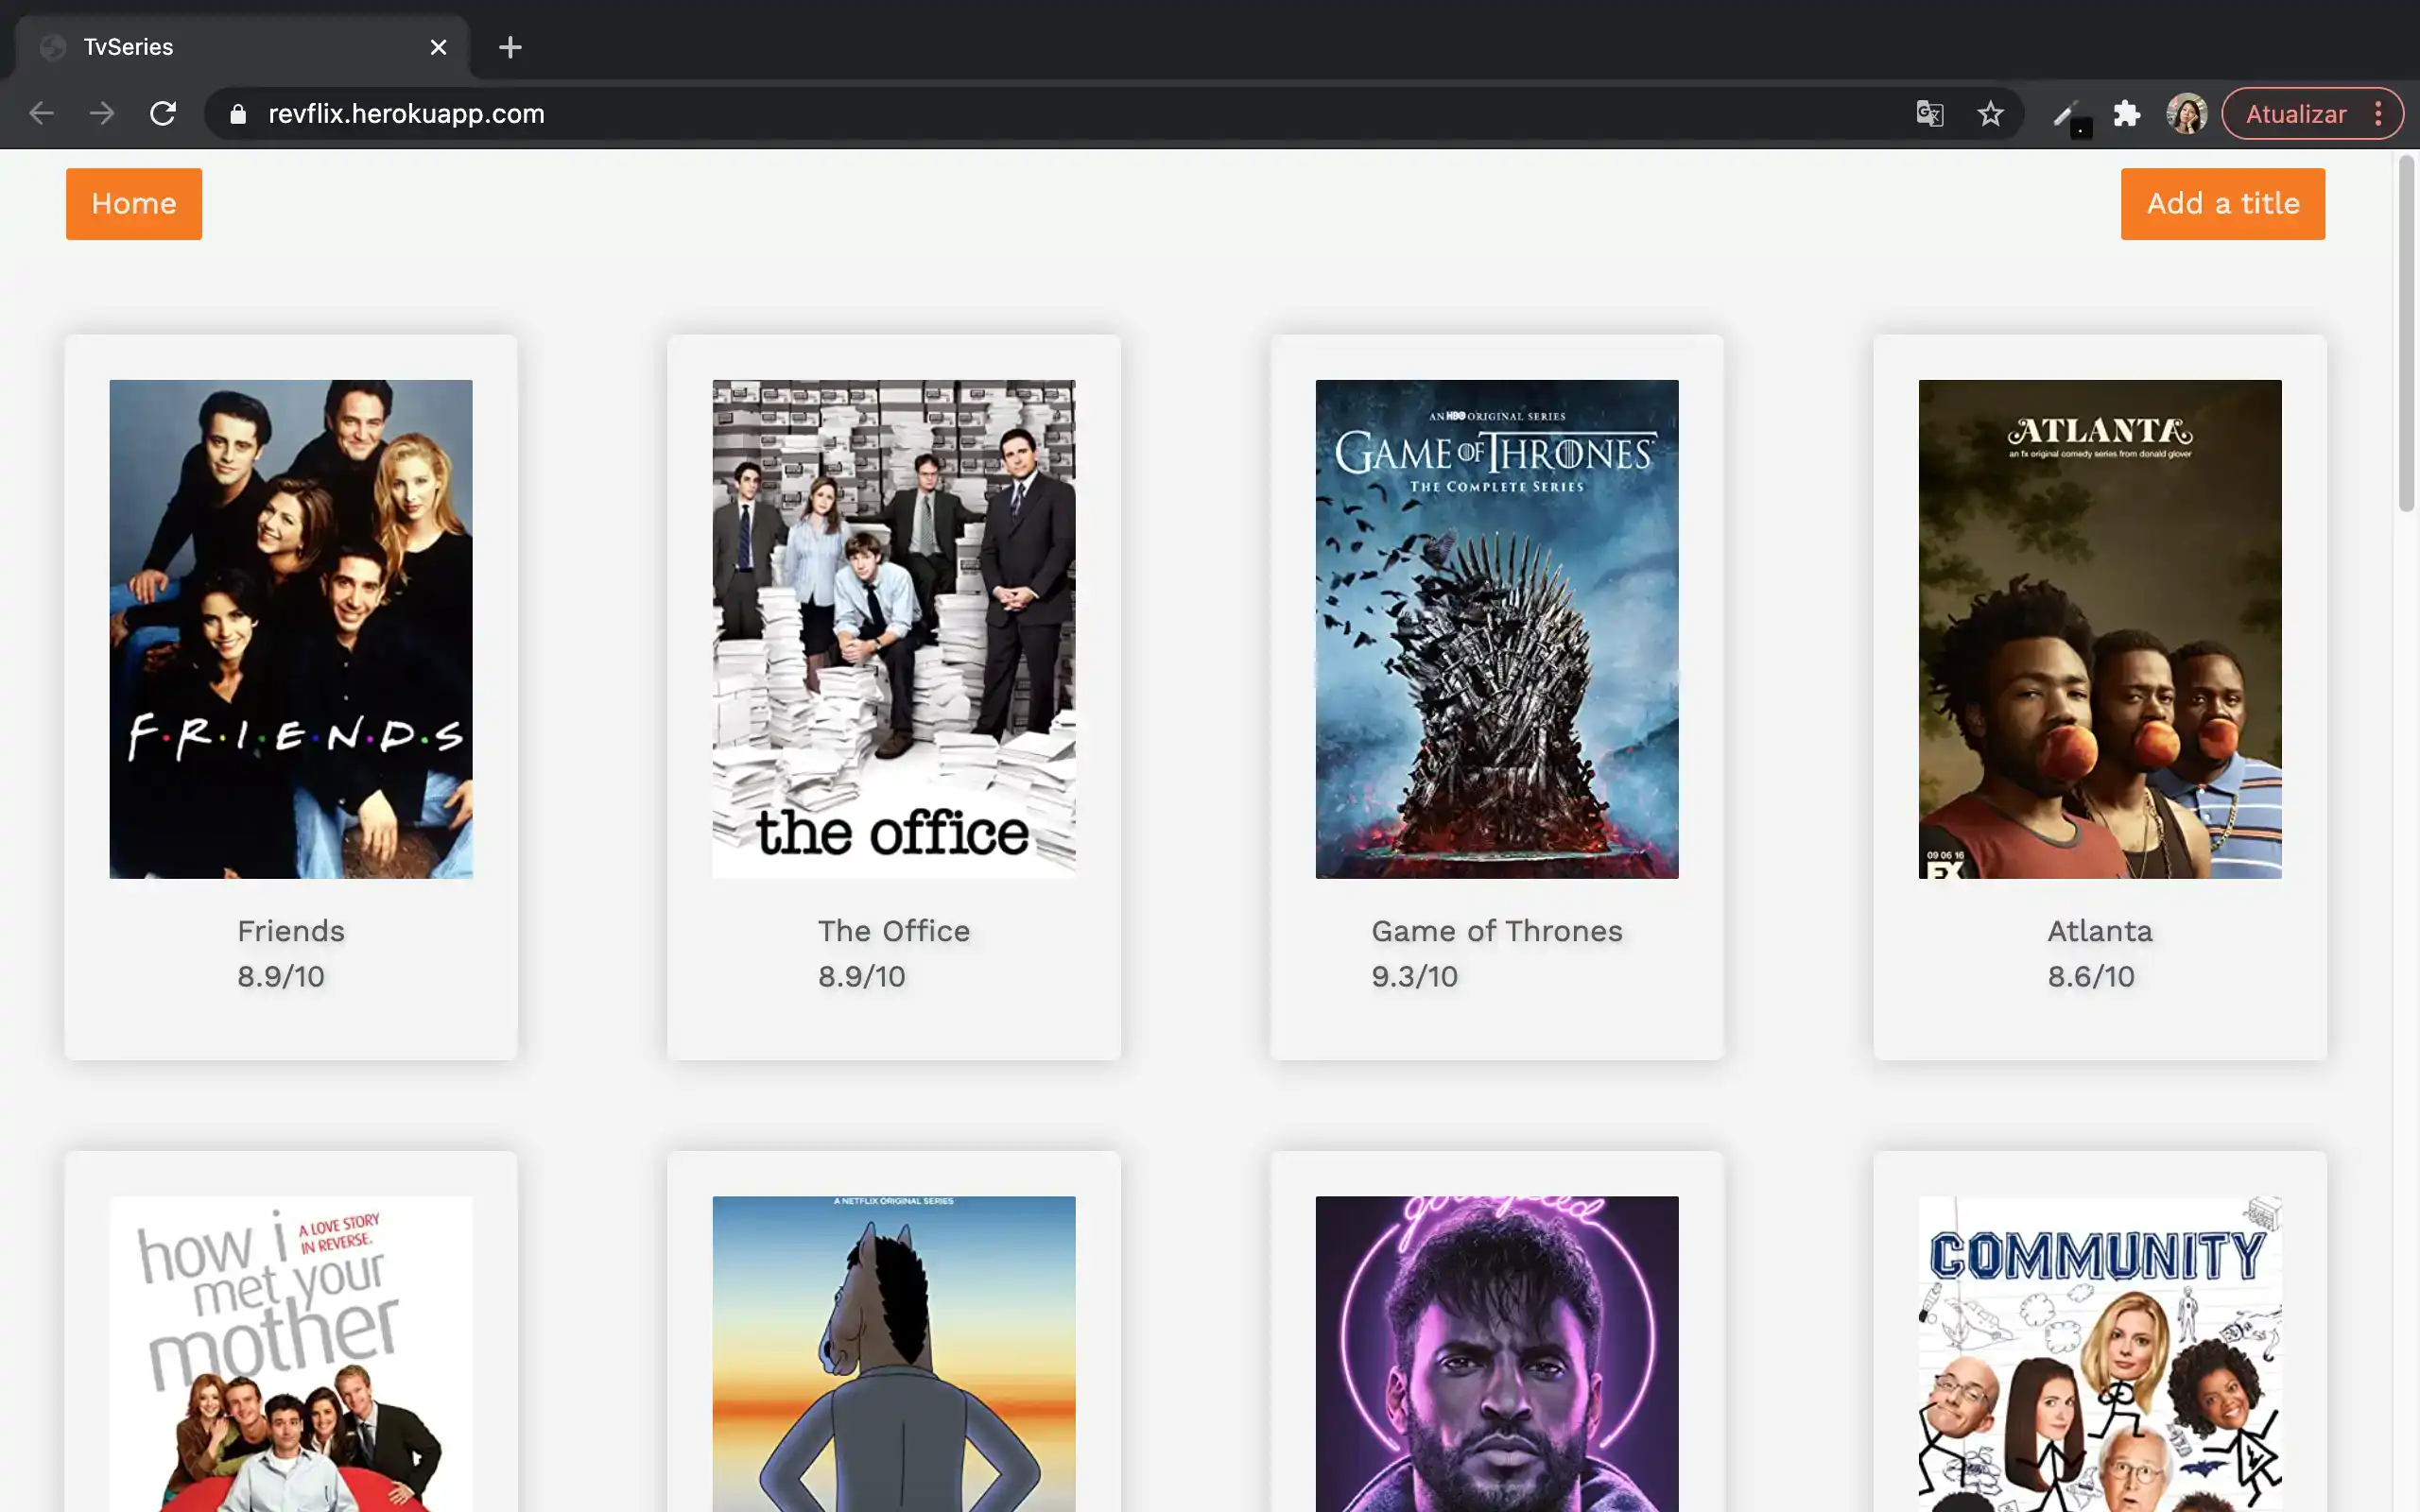 TvSeries
revflix.herokuapp.com
Atualizar
Home
Add a title
F·R·I·E·N·D·S
the office
AN HBO ORIGINAL SERIES
GAME OF THRONES
THE COMPLETE SERIES
ATLANTA
an fx original comedy series from donald glover
09 06 16
FX
Friends
8.9/10
The Office
8.9/10
Game of Thrones
9.3/10
Atlanta
8.6/10
how i
met your
mother
A LOVE STORY
IN REVERSE.
A NETFLIX ORIGINAL SERIES
COMMUNITY